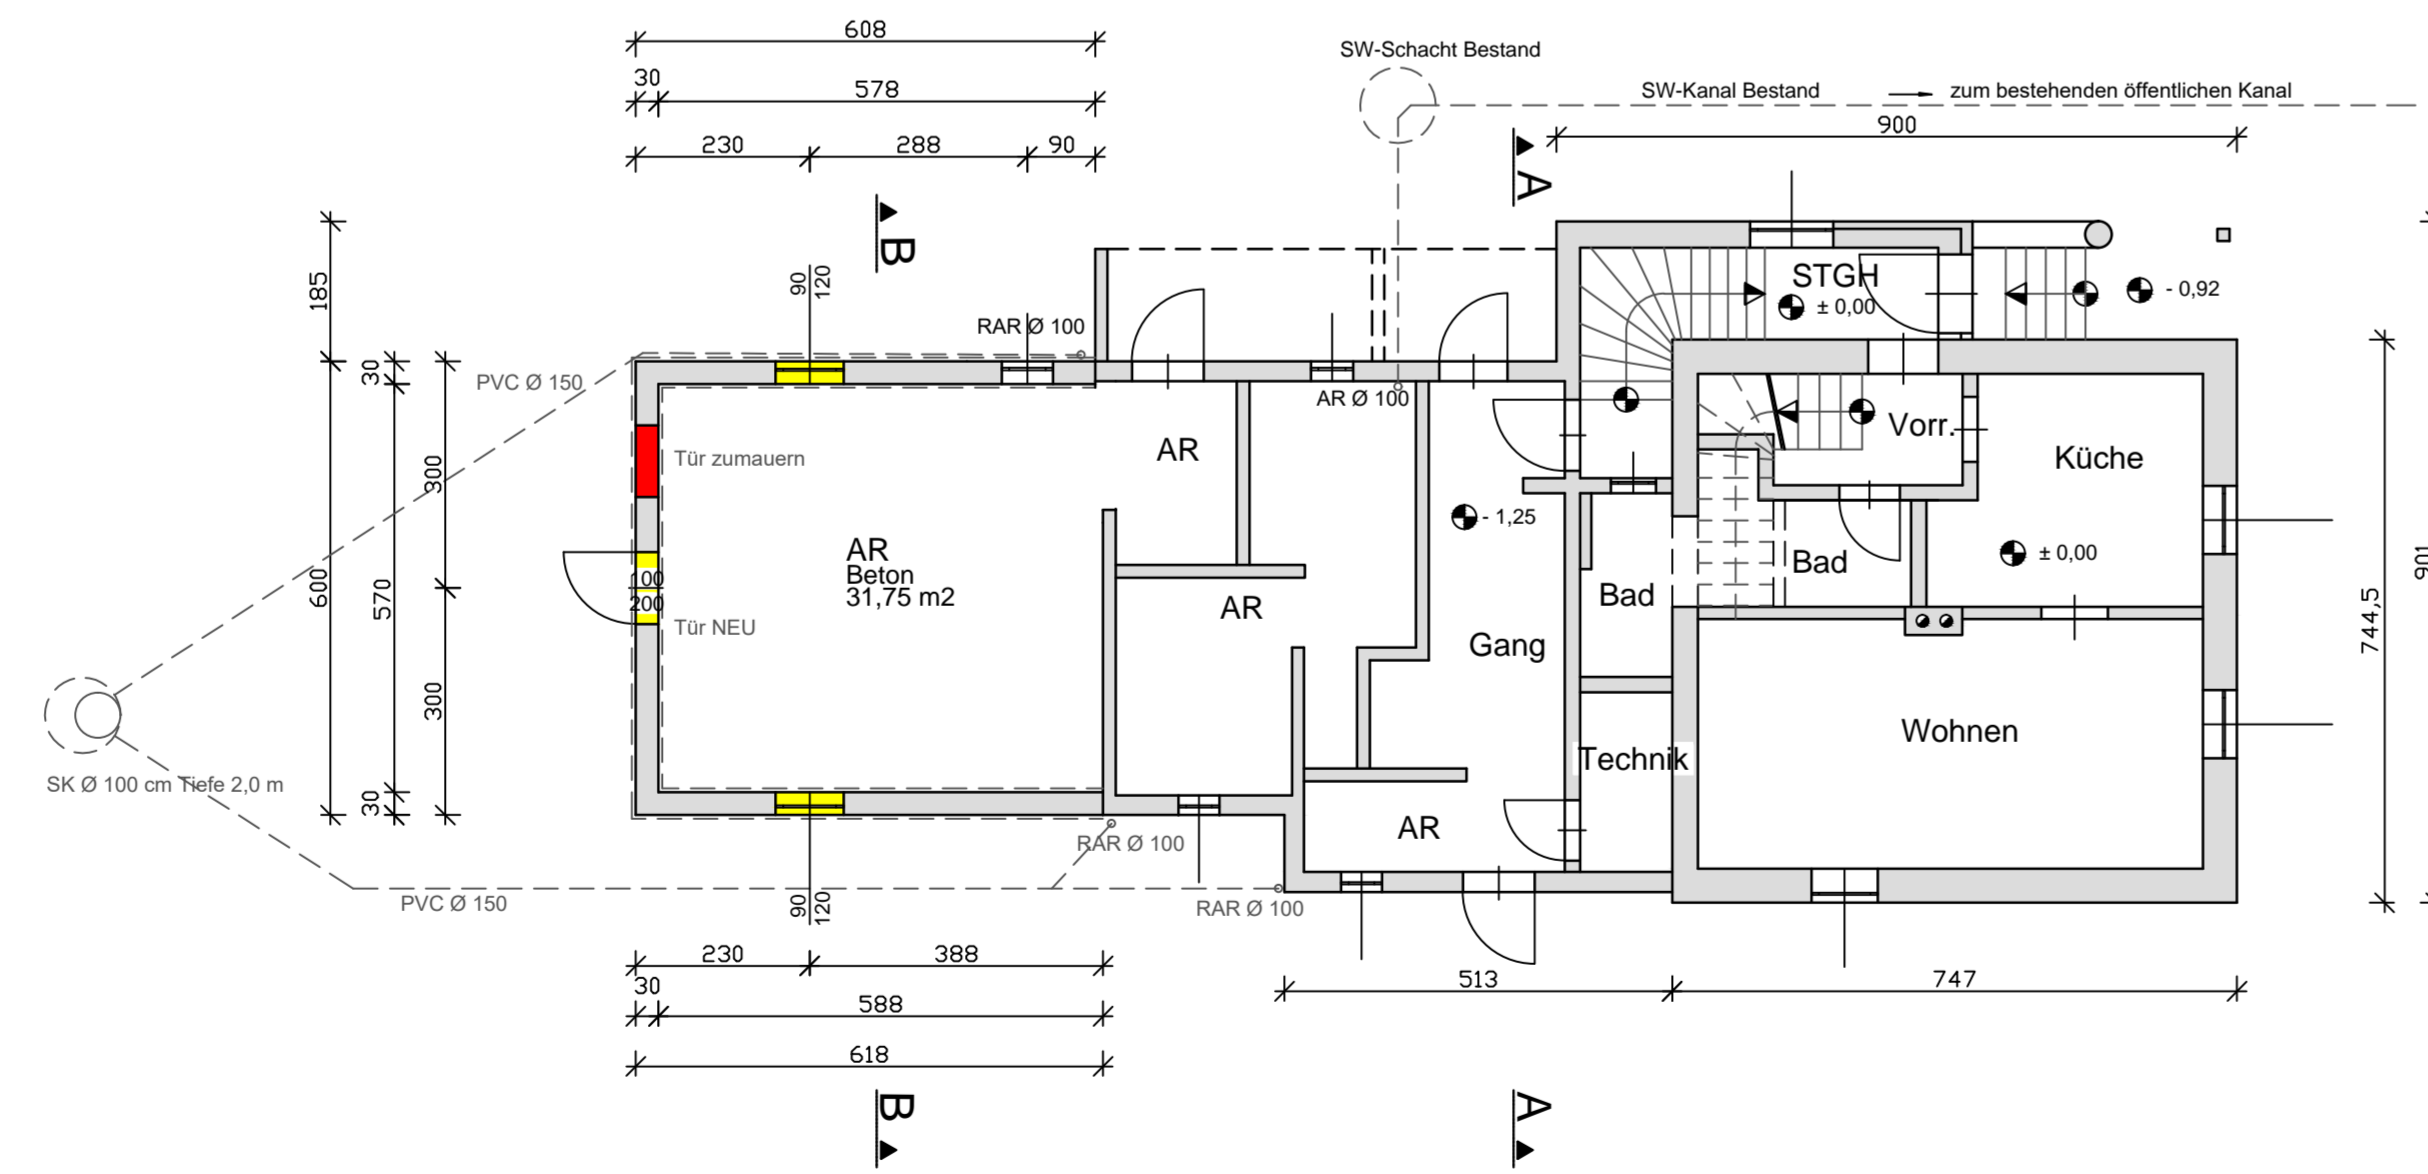 608
SW-Schacht Bestand
30
578
SW-Kanal Bestand
zum bestehenden öffentlichen Kanal
900
230
288
90
A
B
185
90
120
STGH
± 0,00
- 0,92
RAR Ø 100
PVC Ø 150
30
AR Ø 100
Vorr.
AR
Küche
Tür zumauern
300
- 1,25
AR
Beton
31,75 m2
± 0,00
Bad
901
600
570
100
200
AR
Bad
Tür NEU
Gang
744,5
300
Wohnen
Technik
SK Ø 100 cm Tiefe 2,0 m
30
AR
RAR Ø 100
PVC Ø 150
90
120
RAR Ø 100
230
388
513
747
30
588
618
B
A